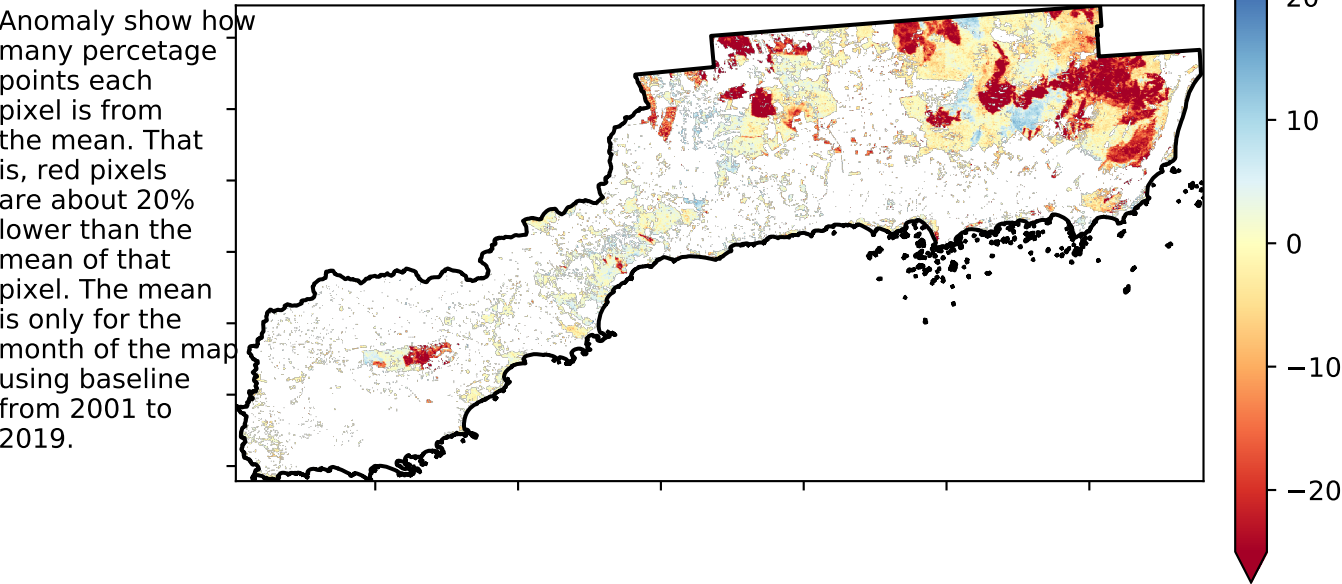 Anomaly show how
many percetage
points each
pixel is from
the mean. That
is, red pixels
are about 20%
lower than the
mean of that
pixel. The mean
is only for the
month of the map
using baseline
from 2001 to
2019.
20
10
0
−10
−20